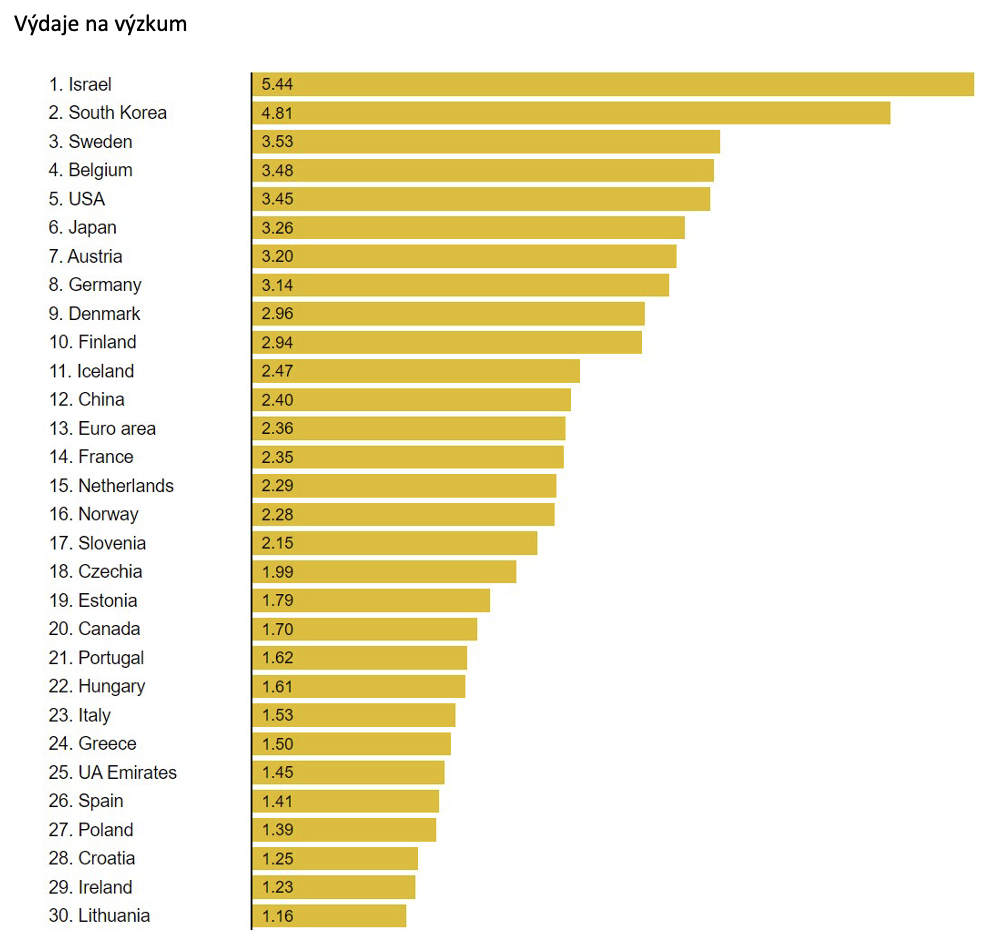 Výdaje na výzkum
1. Israel 5.44
2. South Korea 4.81
3. Sweden 3.53
4. Belgium 3.48
5. USA 3.45
6. Japan 3.26
7. Austria 3.20
8. Germany 3.14
9. Denmark 2.96
10. Finland 2.94
11. Iceland 2.47
12. China 2.40
13. Euro area 2.36
14. France 2.35
15. Netherlands 2.29
16. Norway 2.28
17. Slovenia 2.15
18. Czechia 1.99
19. Estonia 1.79
20. Canada 1.70
21. Portugal 1.62
22. Hungary 1.61
23. Italy 1.53
24. Greece 1.50
25. UA Emirates 1.45
26. Spain 1.41
27. Poland 1.39
28. Croatia 1.25
29. Ireland 1.23
30. Lithuania 1.16